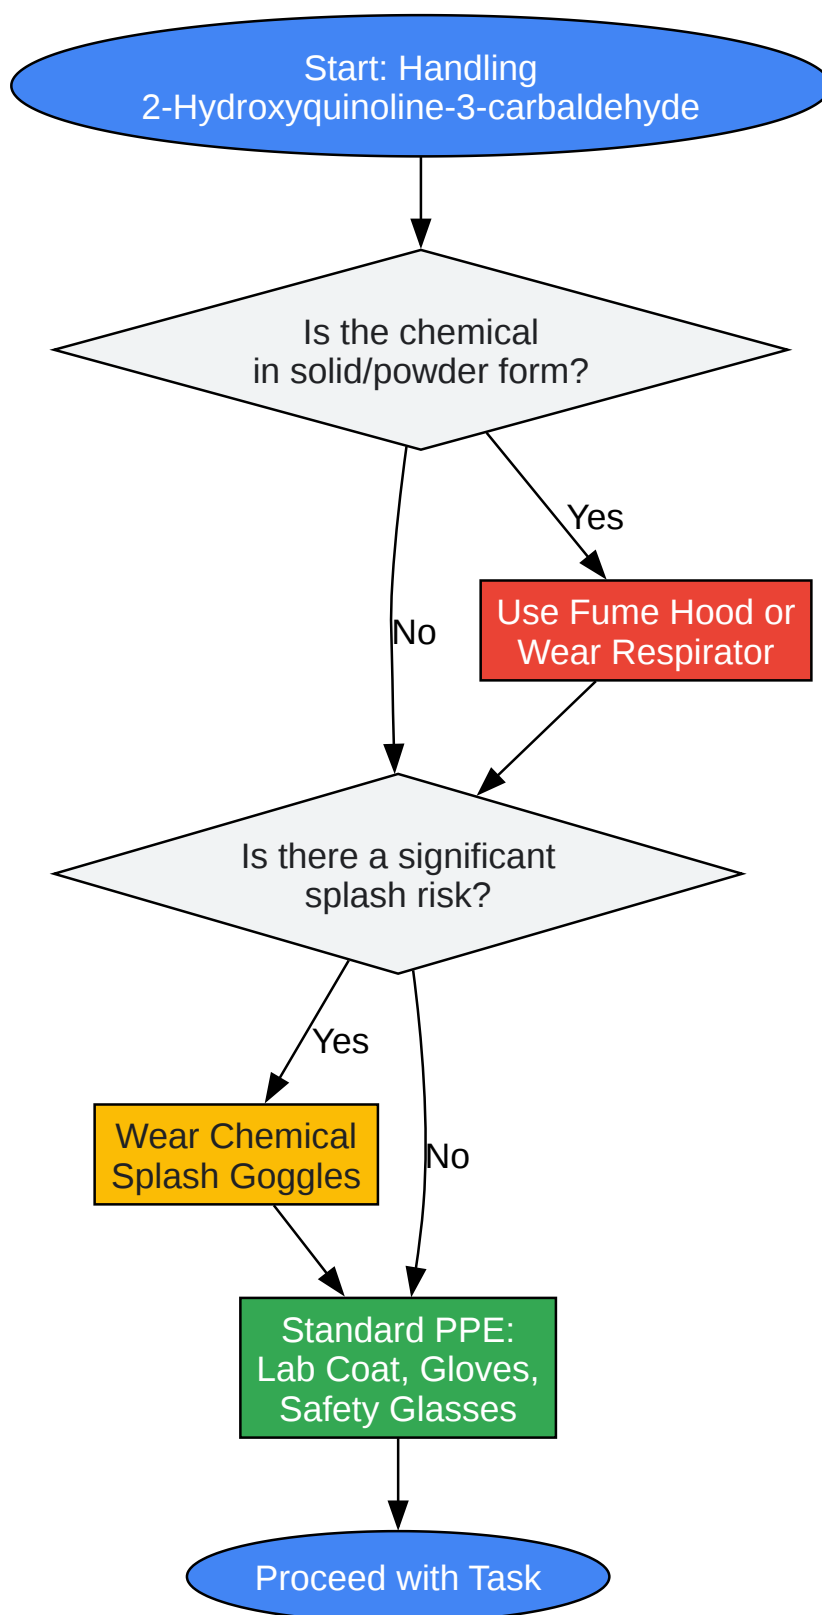 Start: Handling
2-Hydroxyquinoline-3-carbaldehyde
Is the chemical
in solid/powder form?
Yes
Use Fume Hood or
Wear Respirator
No
Is there a significant
splash risk?
Yes
Wear Chemical
Splash Goggles
No
Standard PPE:
Lab Coat, Gloves,
Safety Glasses
Proceed with Task